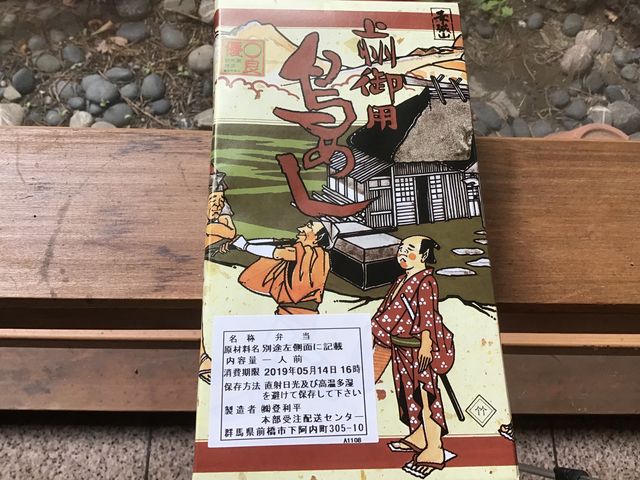 上州御用
鳥めし
優良
竹
名称 弁当
原材料名 別途左側面に記載
内容量 一人前
消費期限 2019年05月14日 16時
保存方法 直射日光及び高温多湿
を避けて保存して下さい
製造者 ㈱登利平
本部受注配送センター
群馬県前橋市下阿内町305-10
A1108